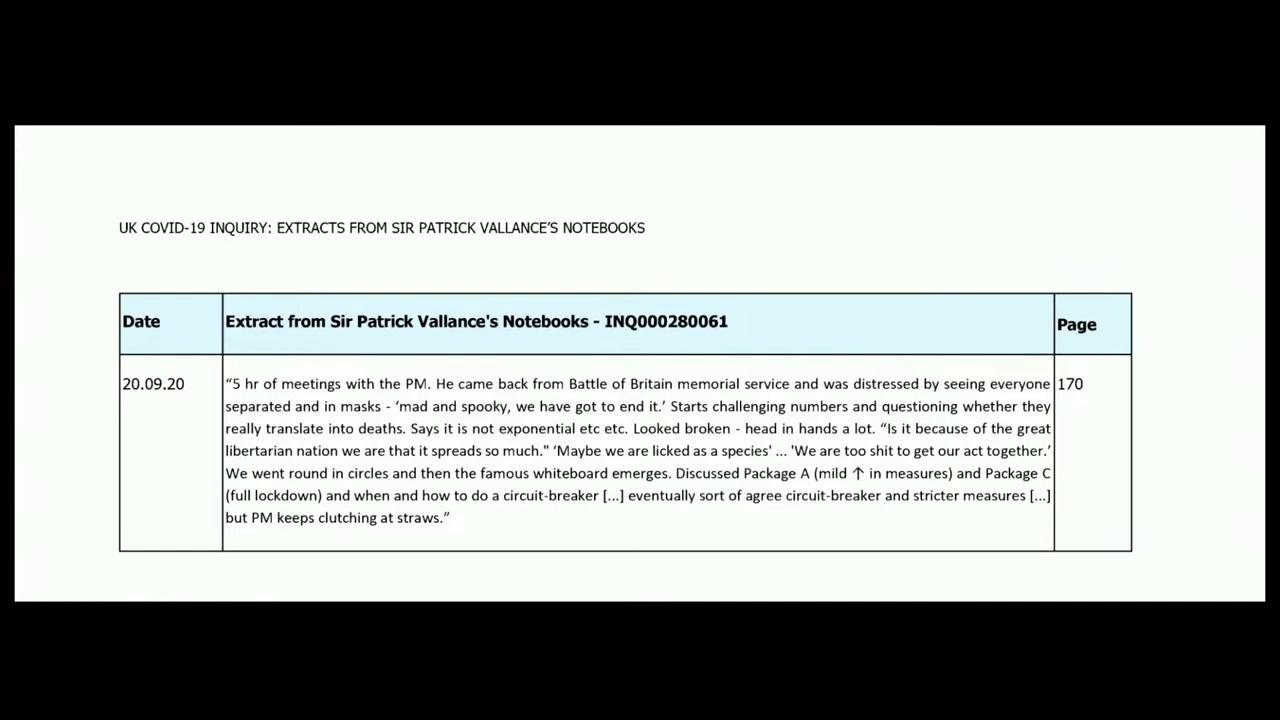 UK COVID-19 INQUIRY: EXTRACTS FROM SIR PATRICK VALLANCE’S NOTEBOOKS
Date
Extract from Sir Patrick Vallance's Notebooks - INQ000280061
Page
20.09.20
“5 hr of meetings with the PM. He came back from Battle of Britain memorial service and was distressed by seeing everyone
separated and in masks - ‘mad and spooky, we have got to end it.’ Starts challenging numbers and questioning whether they
really translate into deaths. Says it is not exponential etc etc. Looked broken - head in hands a lot. “Is it because of the great
libertarian nation we are that it spreads so much." ‘Maybe we are licked as a species' ... 'We are too shit to get our act together.’
We went round in circles and then the famous whiteboard emerges. Discussed Package A (mild ↑ in measures) and Package C
(full lockdown) and when and how to do a circuit-breaker [...] eventually sort of agree circuit-breaker and stricter measures [...]
but PM keeps clutching at straws.”
170